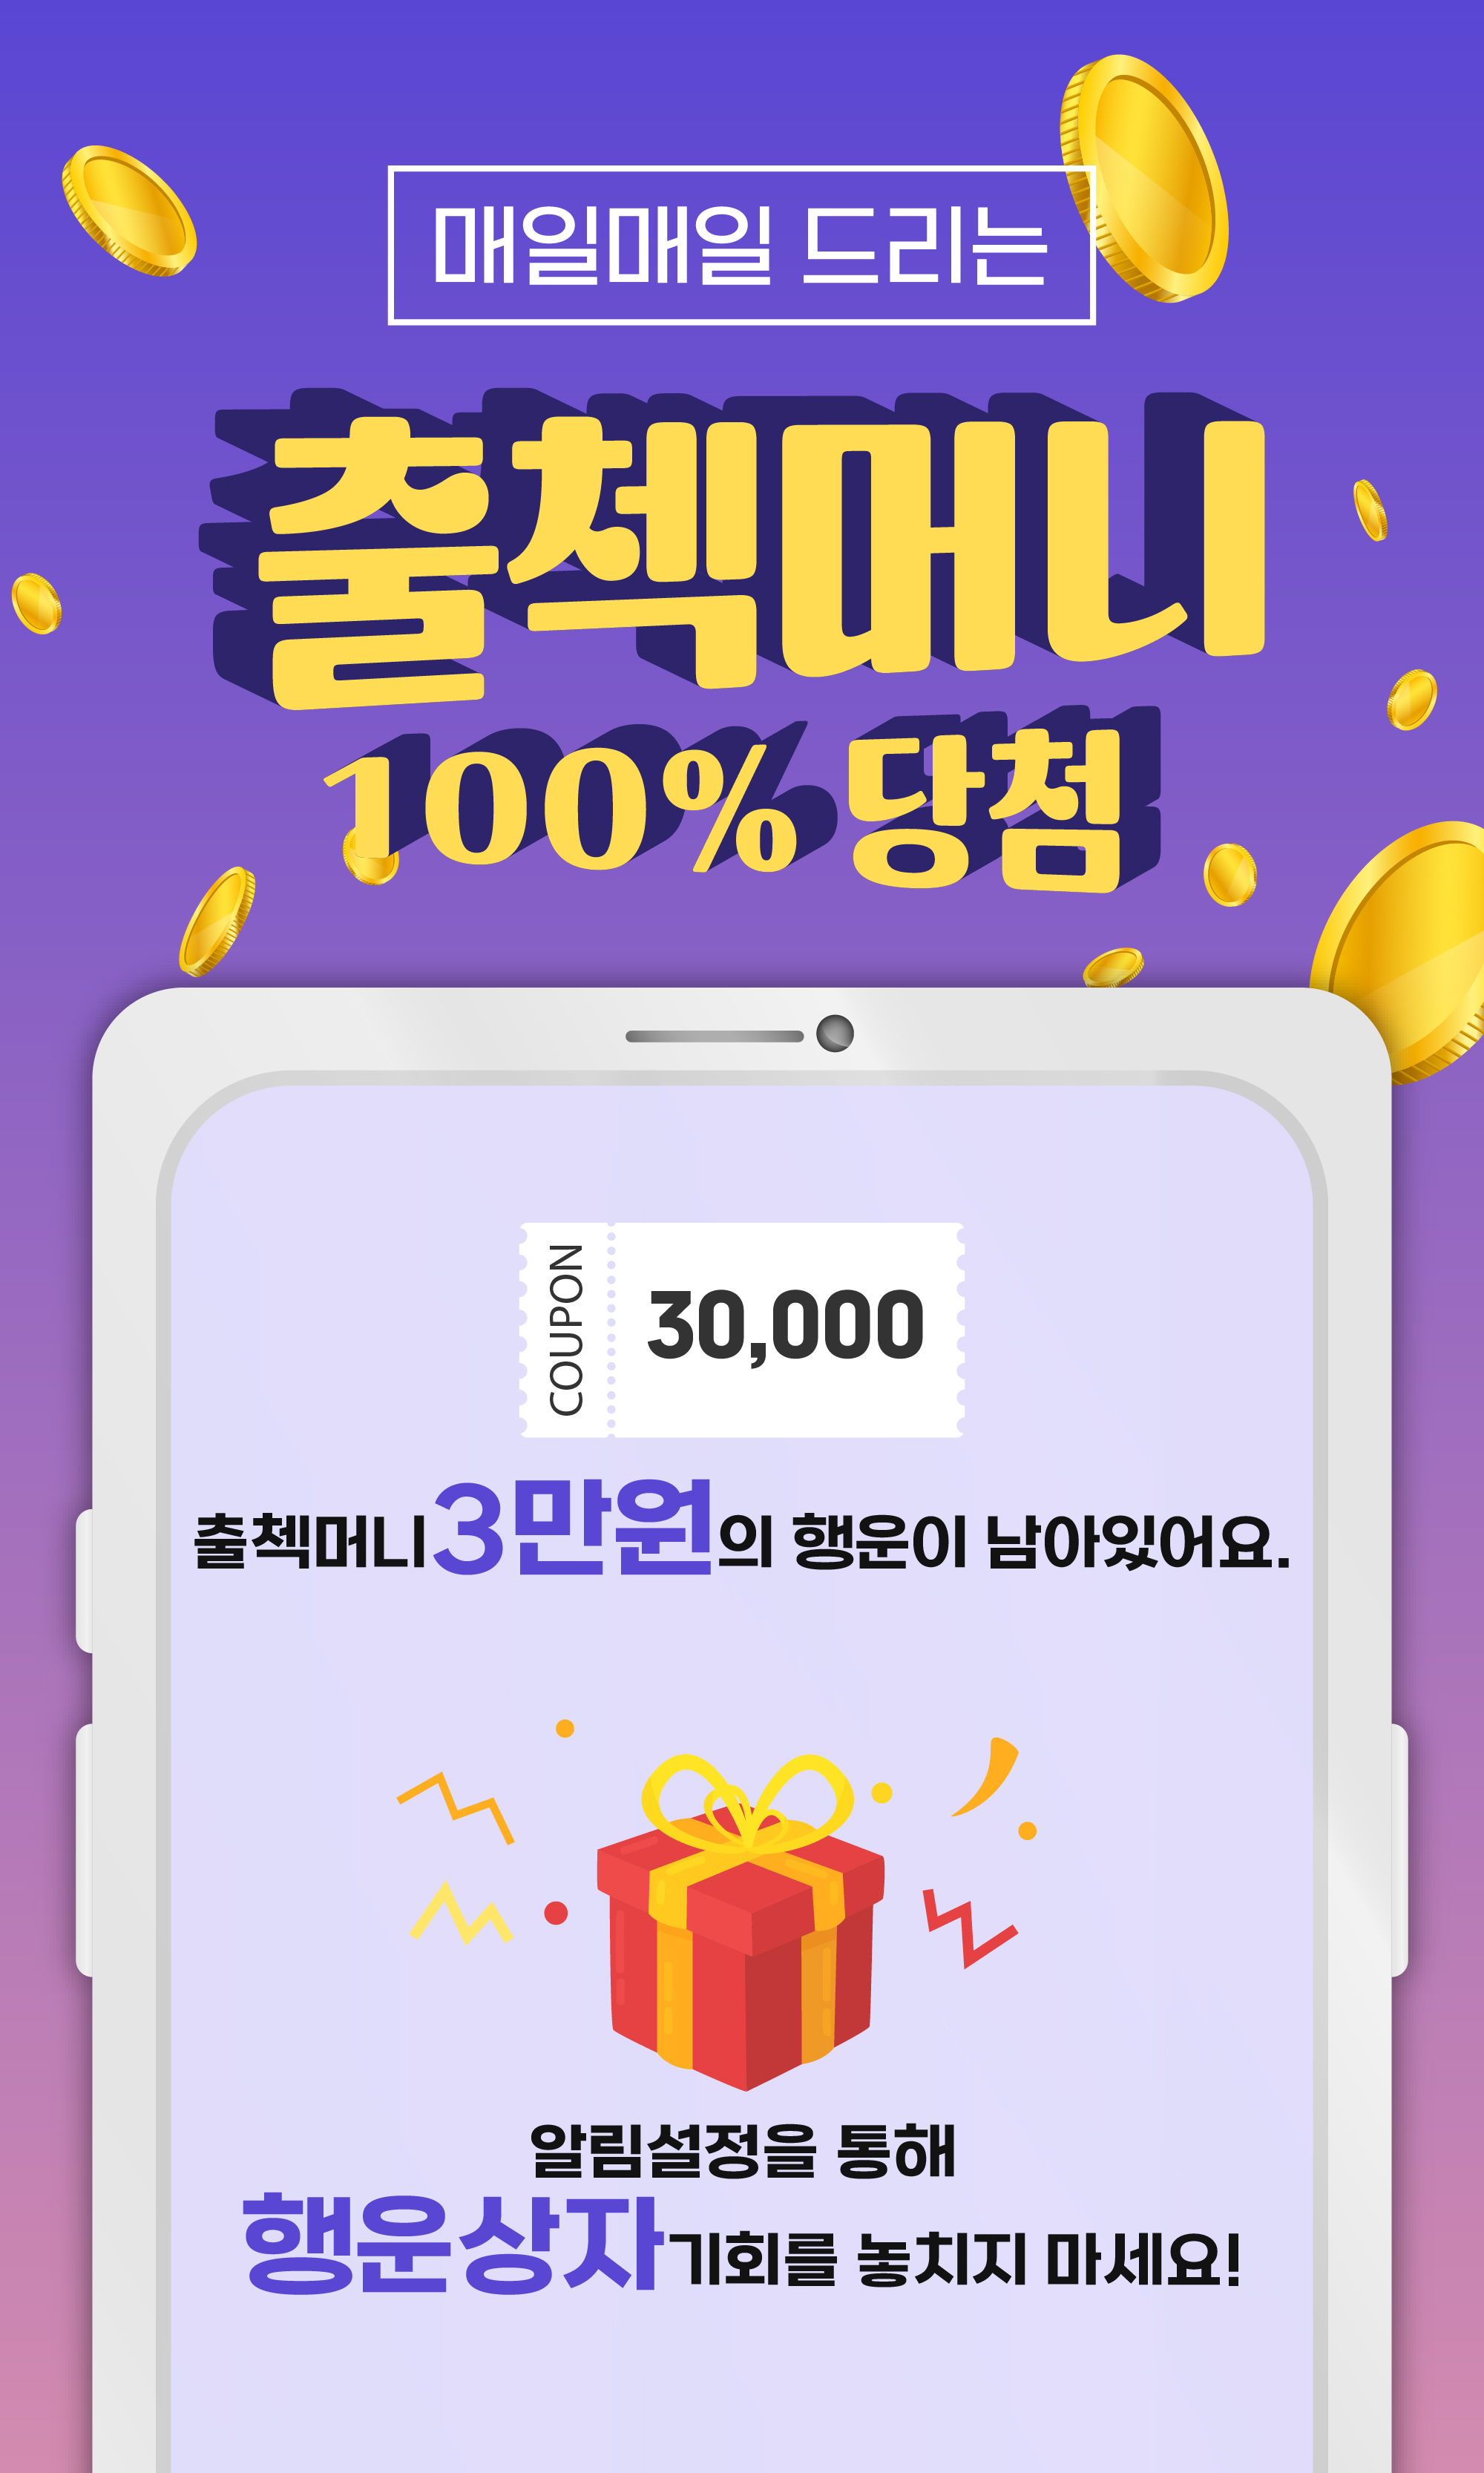 매일매일 드리는
출첵머니
100% 당첨
COUPON
30,000
출첵머니 3만원의 행운이 남아있어요.
알림설정을 통해
행운상자 기회를 놓치지 마세요!